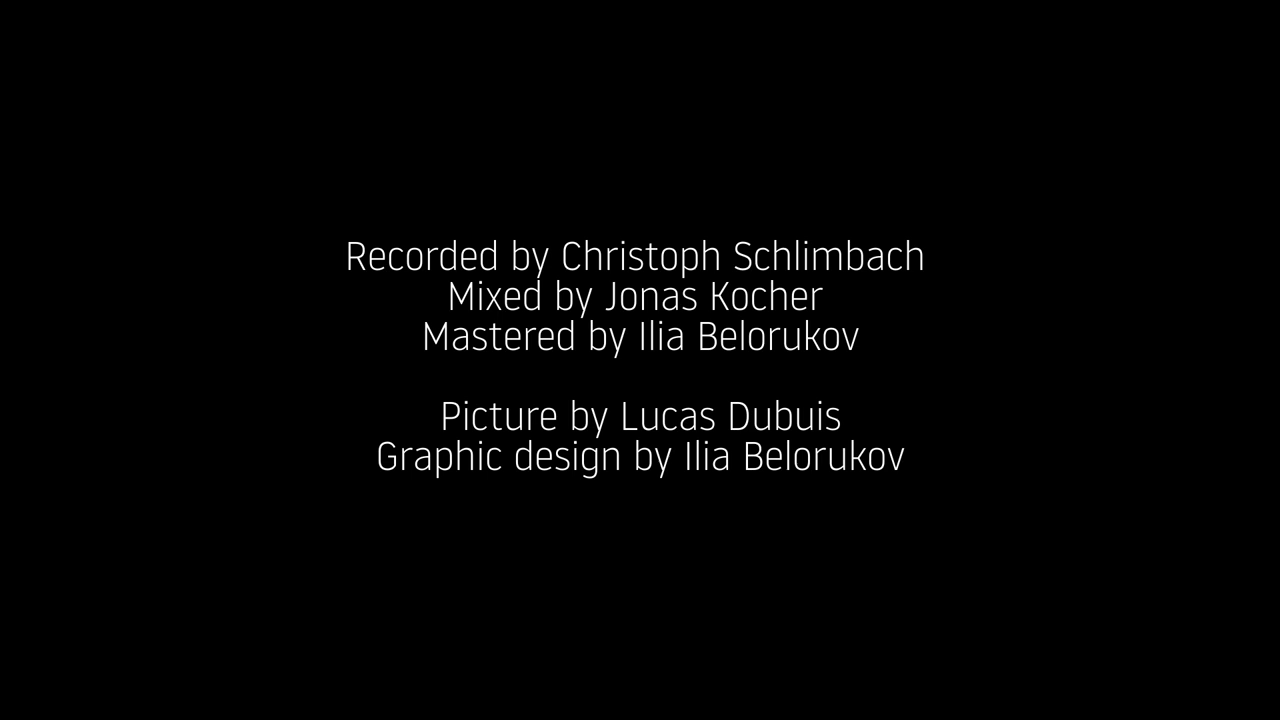 Recorded by Christoph Schlimbach
Mixed by Jonas Kocher
Mastered by Ilia Belorukov
Picture by Lucas Dubuis
Graphic design by Ilia Belorukov